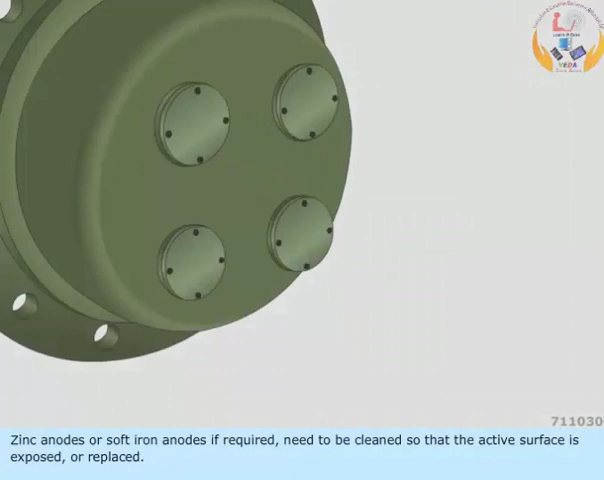 VEDA
711030
Zinc anodes or soft iron anodes if required, need to be cleaned so that the active surface is
exposed, or replaced.